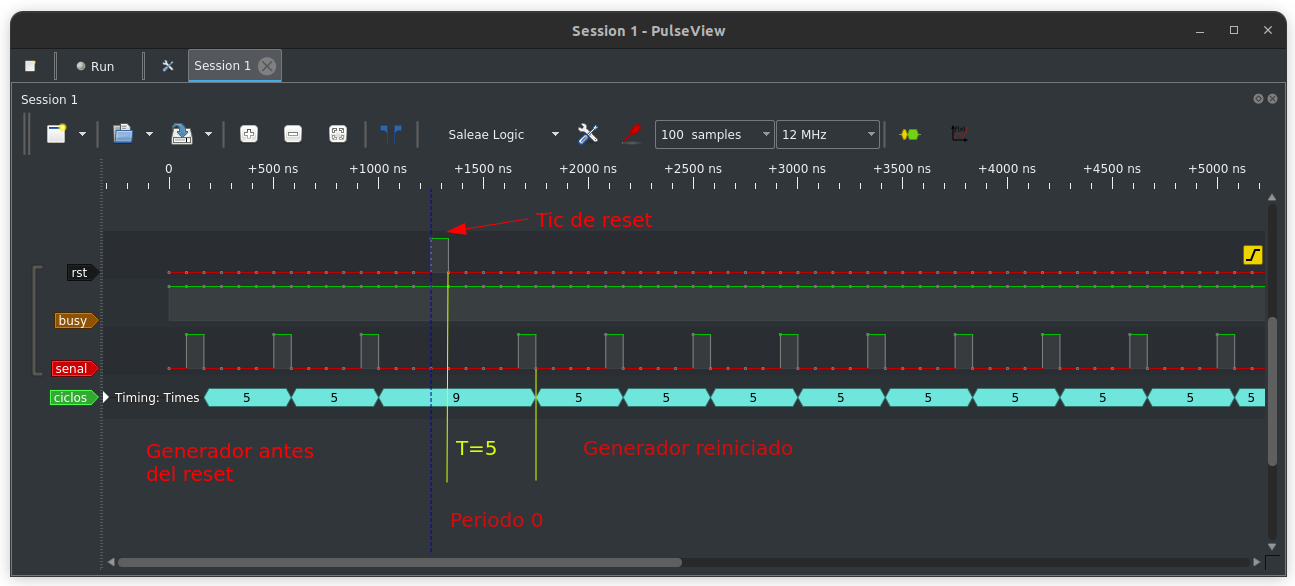 Session 1 - PulseView
Run
Session 1
Session 1
Saleae Logic
100 samples
12 MHz
0
+500 ns
+1000 ns
+1500 ns
+2000 ns
+2500 ns
+3000 ns
+3500 ns
+4000 ns
+4500 ns
+5000 ns
Tic de reset
rst
busy
senal
ciclos
Timing: Times
5
5
9
5
5
5
5
5
5
5
5
5
Generador antes
del reset
T=5
Generador reiniciado
Periodo 0